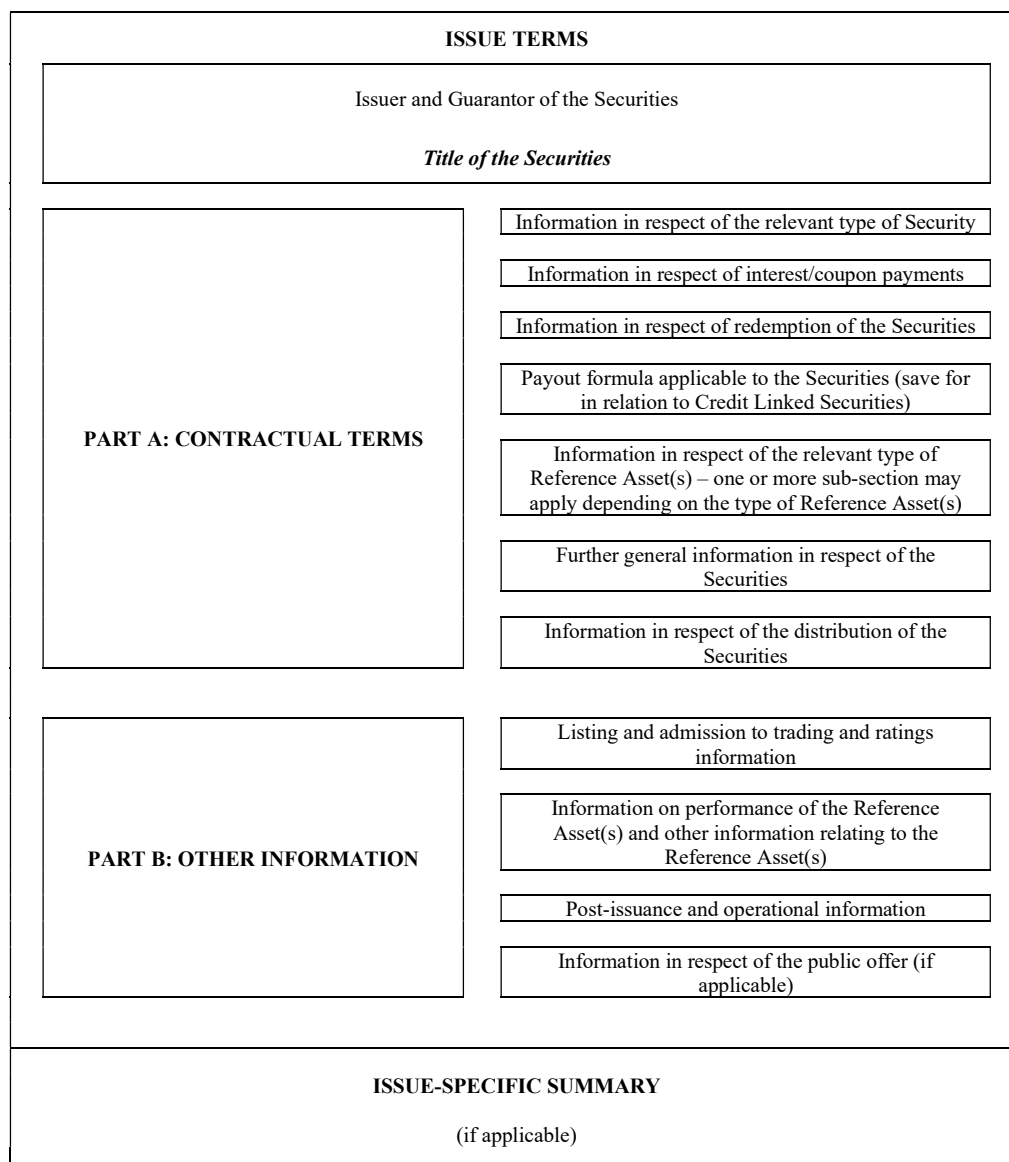 ISSUE TERMS
Issuer and Guarantor of the Securities
Title of the Securities
PART A: CONTRACTUAL TERMS
Information in respect of the relevant type of Security
Information in respect of interest/coupon payments
Information in respect of redemption of the Securities
Payout formula applicable to the Securities (save for
in relation to Credit Linked Securities)
Information in respect of the relevant type of
Reference Asset(s) – one or more sub-section may
apply depending on the type of Reference Asset(s)
Further general information in respect of the
Securities
Information in respect of the distribution of the
Securities
PART B: OTHER INFORMATION
Listing and admission to trading and ratings
information
Information on performance of the Reference
Asset(s) and other information relating to the
Reference Asset(s)
Post-issuance and operational information
Information in respect of the public offer (if
applicable)
ISSUE-SPECIFIC SUMMARY
(if applicable)